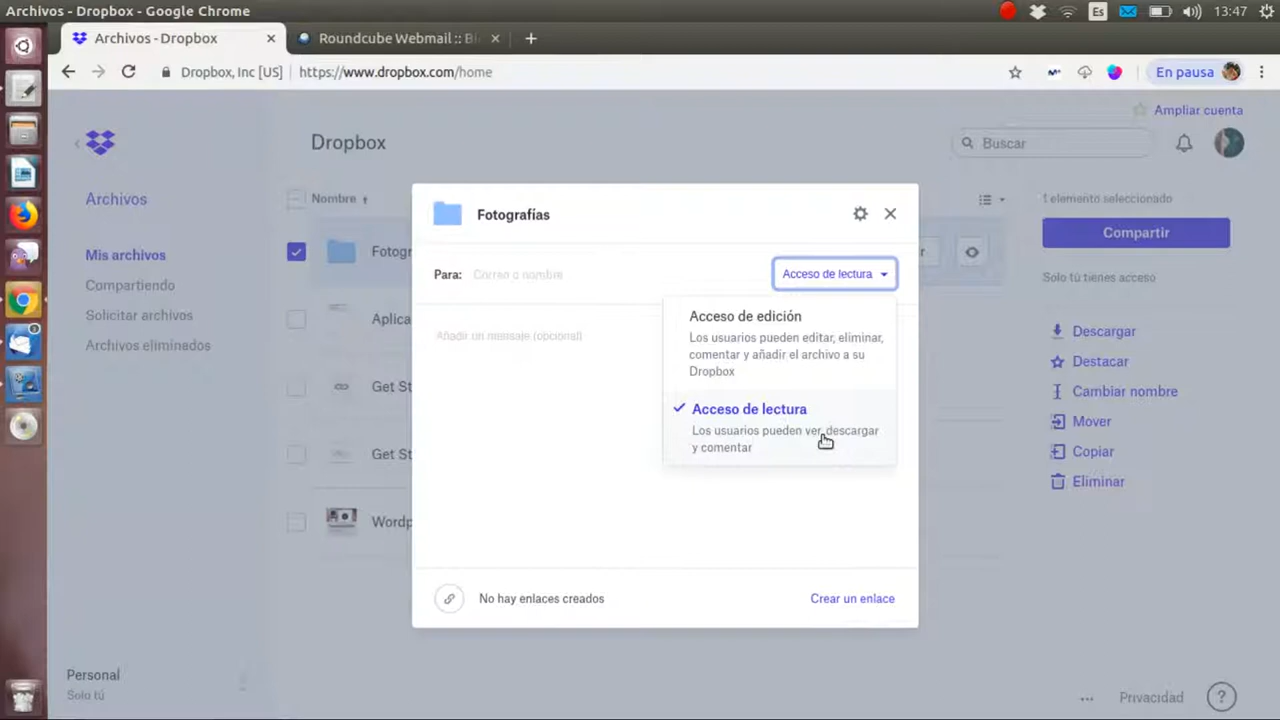 Archivos - Dropbox - Google Chrome
Es
13:47
Archivos - Dropbox
Roundcube Webmail ::
Dropbox, Inc [US]
https://www.dropbox.com/home
En pausa
Ampliar cuenta
Dropbox
Buscar
Archivos
Nombre
1 elemento seleccionado
Fotografías
Compartir
Mis archivos
Fotogr
r
Para:
Correo o nombre
Acceso de lectura
Solo tú tienes acceso
Compartiendo
Solicitar archivos
Aplica
Acceso de edición
Los usuarios pueden editar, eliminar,
comentar y añadir el archivo a su
Dropbox
Añadir un mensaje (opcional)
Descargar
Archivos eliminados
Destacar
Get St
Cambiar nombre
Acceso de lectura
Los usuarios pueden ver, descargar
y comentar
Mover
Get St
Copiar
Eliminar
Wordp
No hay enlaces creados
Crear un enlace
Personal
Solo tú
Privacidad
?